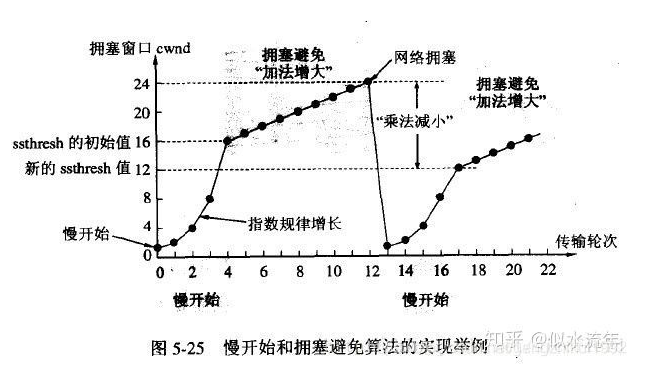 拥塞窗口 cwnd
拥塞避免
“加法增大”
网络拥塞
拥塞避免
“加法增大”
24
20
ssthresh 的初始值
16
“乘法减小”
新的 ssthresh 值
12
8
4
指数规律增长
慢开始
0
传输轮次
0 2 4 6 8 10 12 14 16 18 20 22
慢开始
慢开始
图 5-25 慢开始和拥塞避免算法的实现举例
知乎 @似水流年